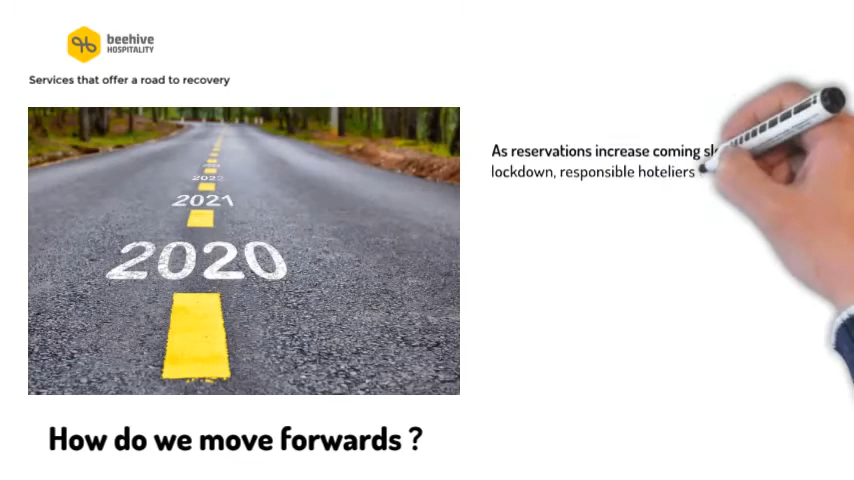 beehive
HOSPITALITY
Services that offer a road to recovery
2022
2021
2020
As reservations increase coming
lockdown, responsible hoteliers
How do we move forwards ?